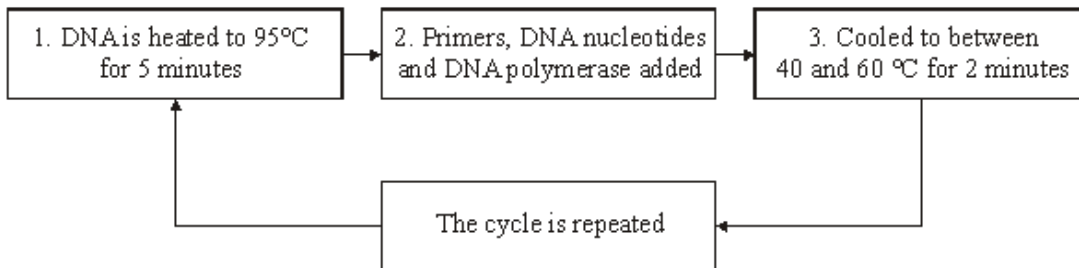 1. DNA is heated to 95°C
for 5 minutes
2. Primers, DNA nucleotides
and DNA polymerase added
3. Cooled to between
40 and 60 °C for 2 minutes
The cycle is repeated